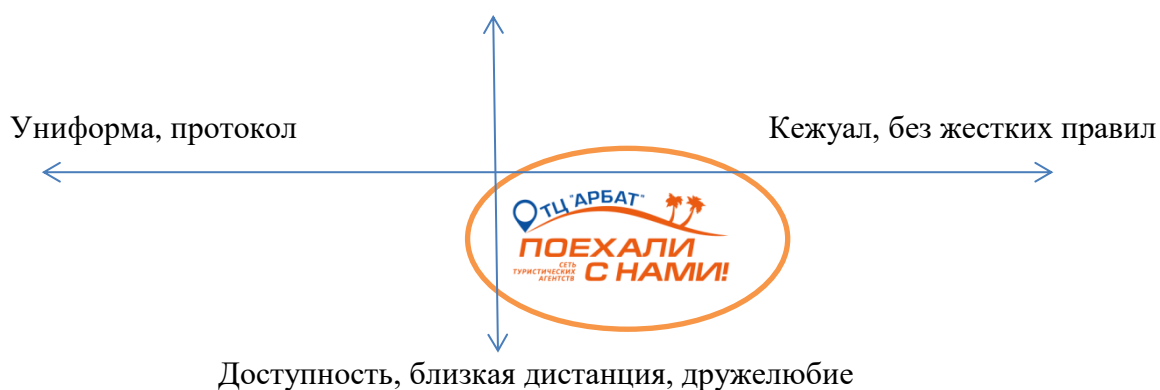 Униформа, протокол
Кежуал, без жестких правил
ТЦ "АРБАТ"
ПОЕХАЛИ
СЕТЬ
ТУРИСТИЧЕСКИХ
АГЕНТСТВ
С НАМИ!
Доступность, близкая дистанция, дружелюбие